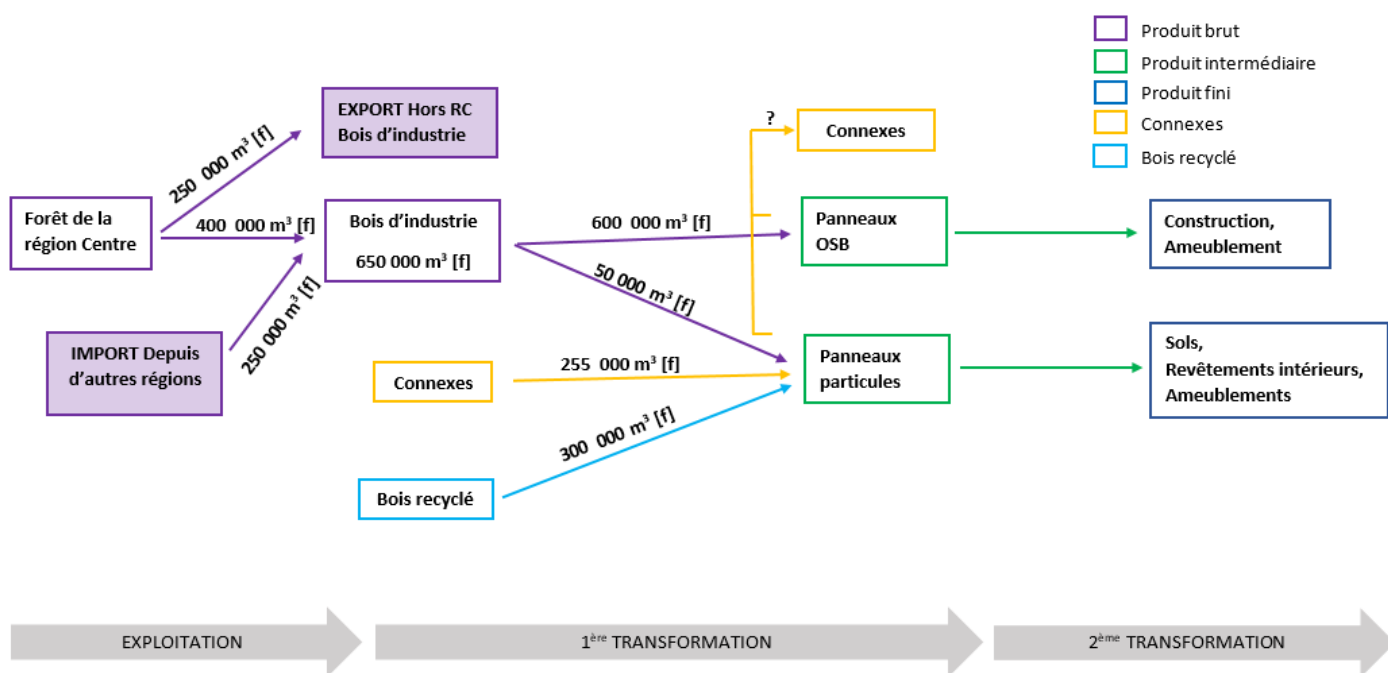 Produit brut
Produit intermédiaire
Produit fini
Connexes
Bois recyclé
EXPORT Hors RC
Bois d'industrie
?
Connexes
250 000 m³ [f]
Forêt de la
région Centre
400 000 m³ [f]
Bois d'industrie
650 000 m³ [f]
600 000 m³ [f]
Panneaux
OSB
Construction,
Ameublement
50 000 m³ [f]
250 000 m³ [f]
IMPORT Depuis
d'autres régions
Connexes
255 000 m³ [f]
Panneaux
particules
Sols,
Revêtements intérieurs,
Ameublements
300 000 m³ [f]
Bois recyclé
EXPLOITATION
1ère TRANSFORMATION
2ème TRANSFORMATION